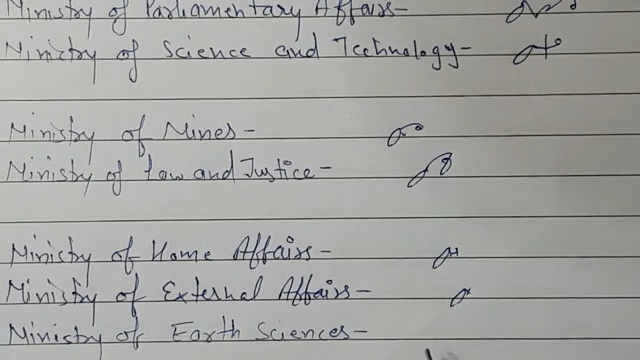 Ministry of Parliamentary Affairs-
Ministry of Science and Technology-
Ministry of Mines-
Ministry of Law and Justice-
Ministry of Home Affairs-
Ministry of External Affairs-
Ministry of Earth Sciences-